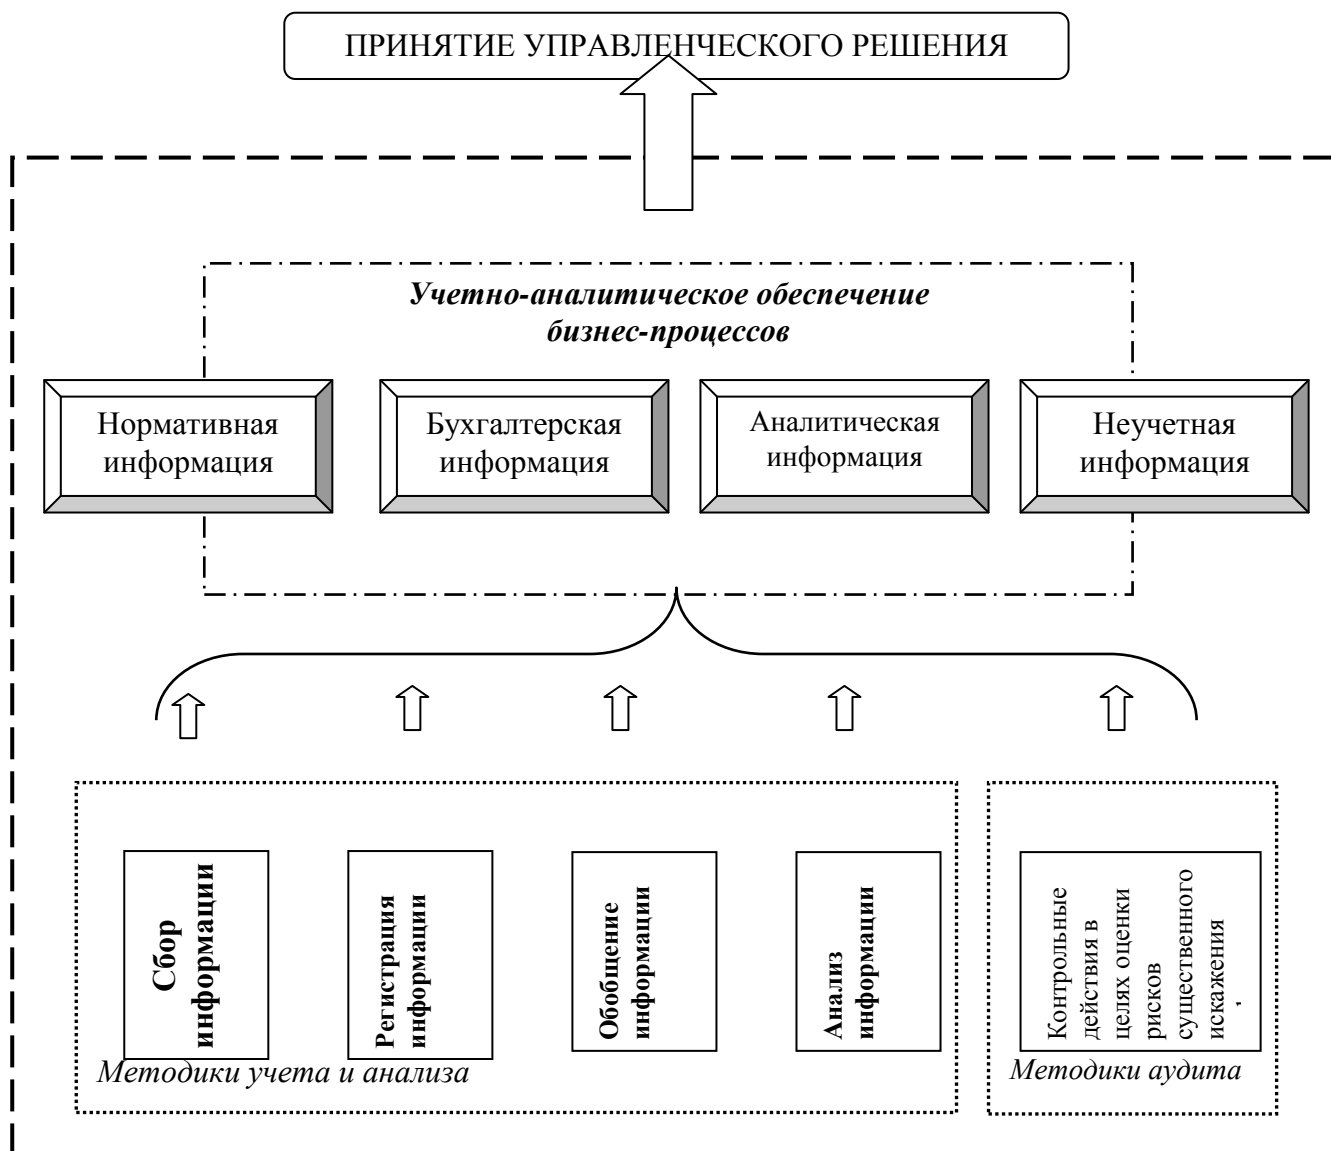 ПРИНЯТИЕ УПРАВЛЕНЧЕСКОГО РЕШЕНИЯ
Учетно-аналитическое обеспечение
бизнес-процессов
Нормативная
информация
Бухгалтерская
информация
Аналитическая
информация
Неучетная
информация
Сбор
информации
Регистрация
информации
Обобщение
информации
Анализ
информации
Контрольные
действия в
целях оценки
рисков
существенного
искажения
Методики учета и анализа
Методики аудита